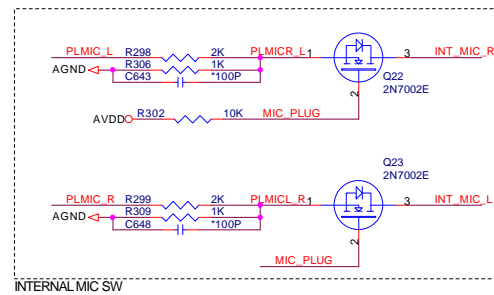 PLMIC_L R298 2K PLMICR_L 1 3 INT_MIC_R
AGND R306 1K
C643 *100P
Q22
2N7002E
AVDD R302 10K MIC_PLUG 2
Q23
2N7002E
PLMIC_R R299 2K PLMICL_R 1 3 INT_MIC_L
AGND R309 1K
C648 *100P
MIC_PLUG 2
INTERNAL MIC SW